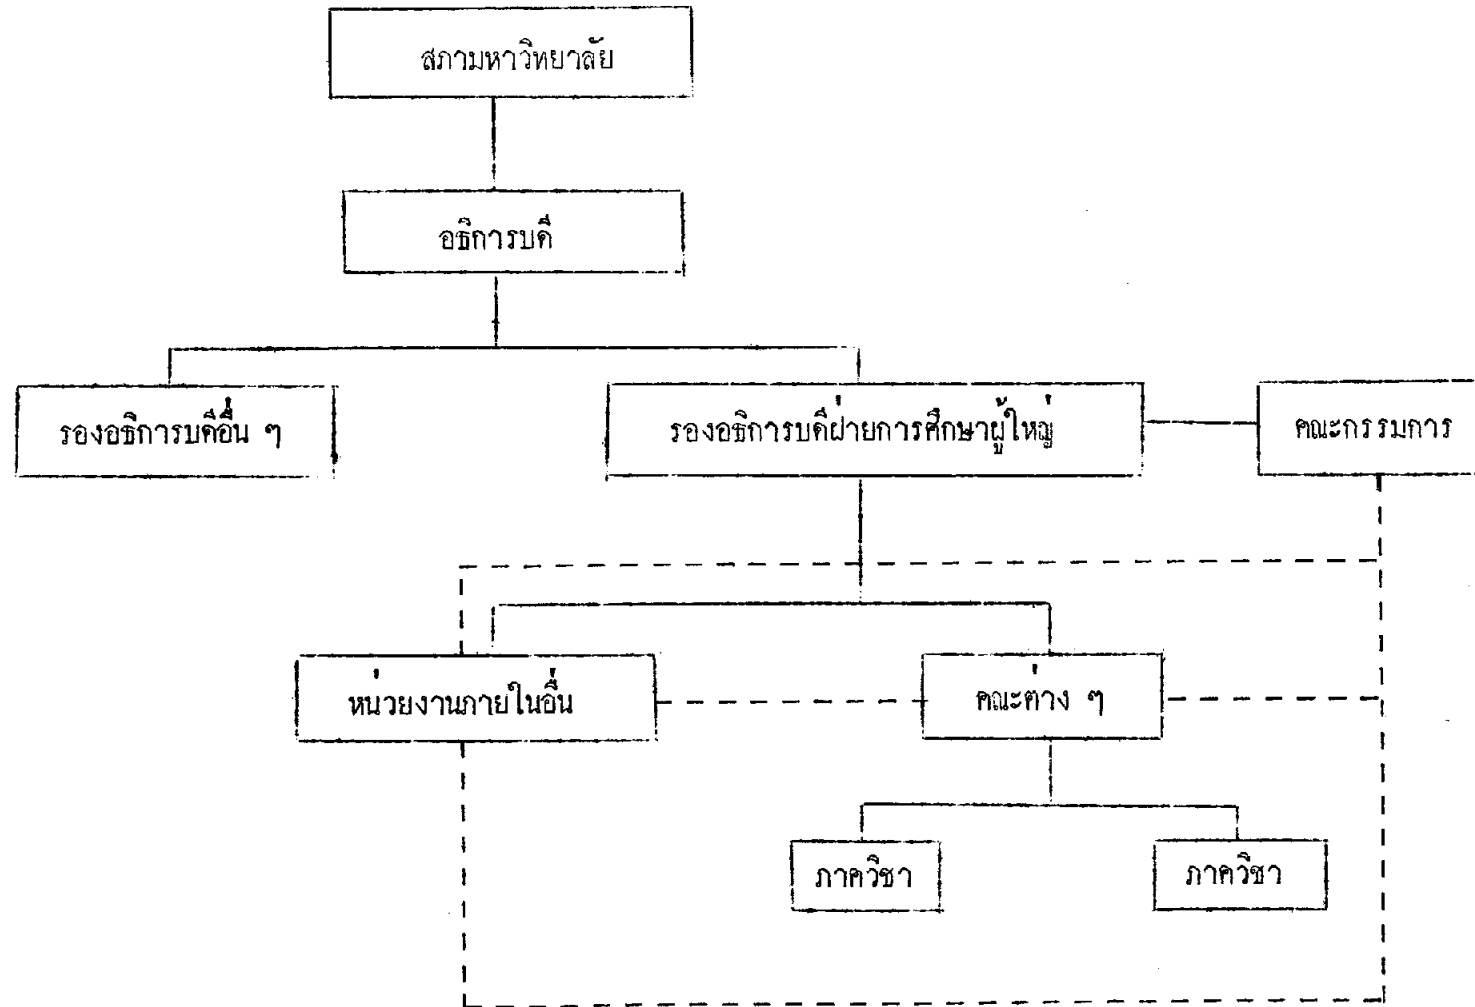 สภามหาวิทยาลัย
อธิการบดี
รองอธิการบดีอื่น ๆ
รองอธิการบดีฝ่ายการศึกษาผู้ใหญ่
คณะกรรมการ
หน่วยงานภายในอื่น
คณะต่าง ๆ
ภาควิชา
ภาควิชา